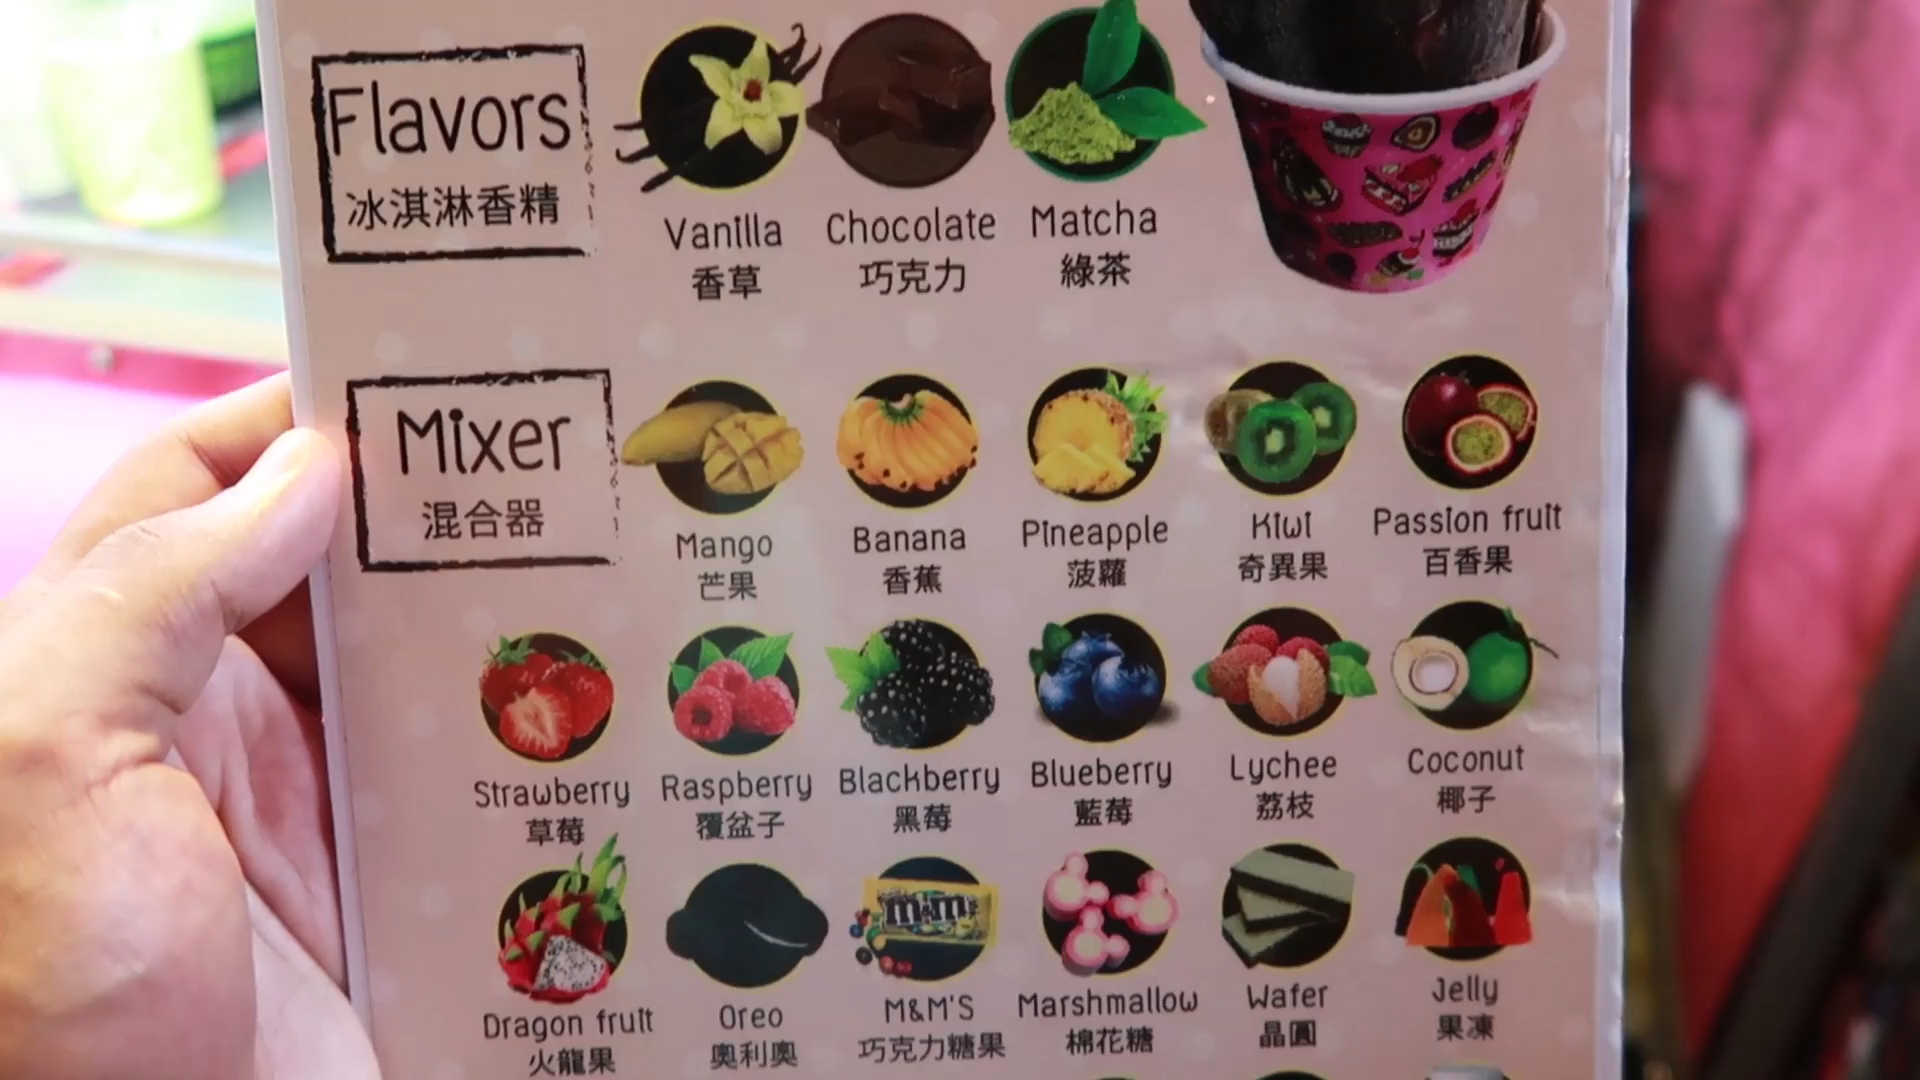 Flavors
冰淇淋香精
Vanilla
香草
Chocolate
巧克力
Matcha
綠茶
Mixer
混合器
Mango
芒果
Banana
香蕉
Pineapple
菠蘿
Kiwi
奇異果
Passion fruit
百香果
Strawberry
草莓
Raspberry
覆盆子
Blackberry
黑莓
Blueberry
藍莓
Lychee
荔枝
Coconut
椰子
Dragon fruit
火龍果
Oreo
奧利奧
m&m's
M&M'S
巧克力糖果
Marshmallow
棉花糖
Wafer
晶圓
Jelly
果凍